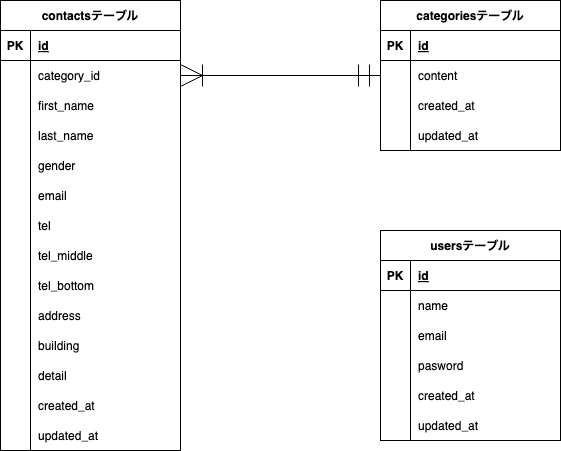 contactsテーブル
PK id
category_id
first_name
last_name
gender
email
tel
tel_middle
tel_bottom
address
building
detail
created_at
updated_at
categoriesテーブル
PK id
content
created_at
updated_at
usersテーブル
PK id
name
email
pasword
created_at
updated_at